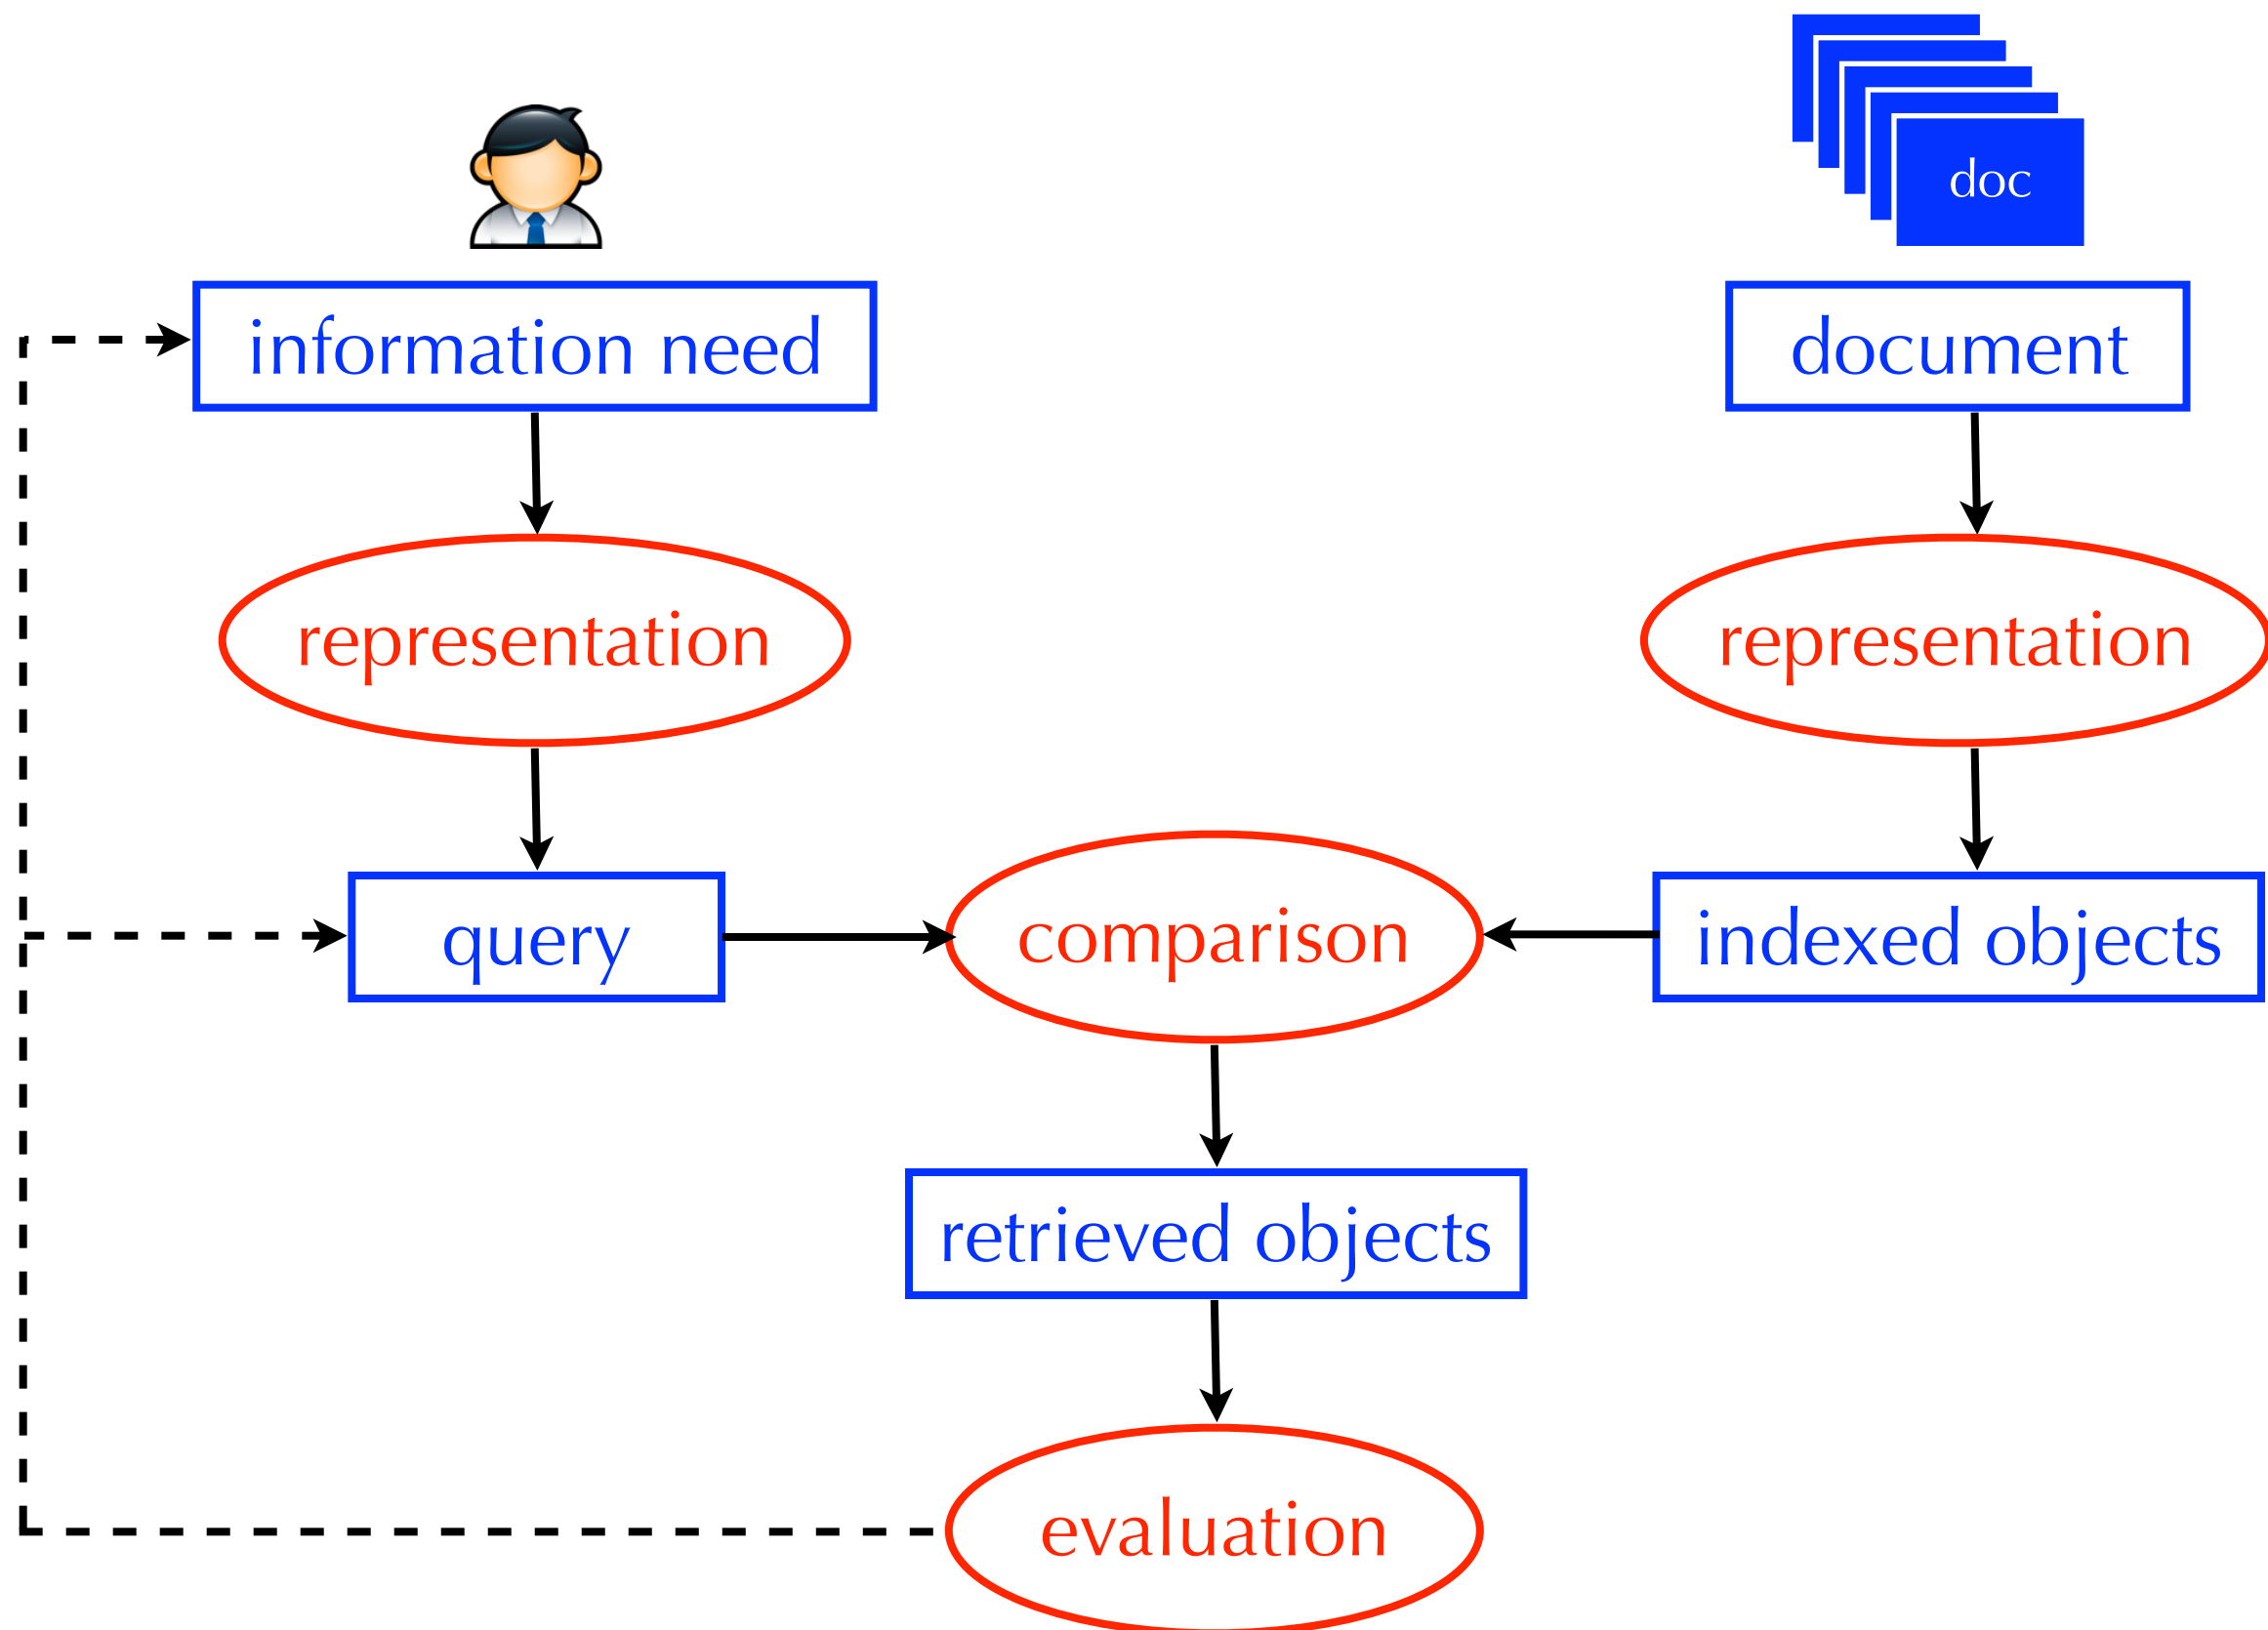 doc
information need
document
representation
representation
query
comparison
indexed objects
retrieved objects
evaluation